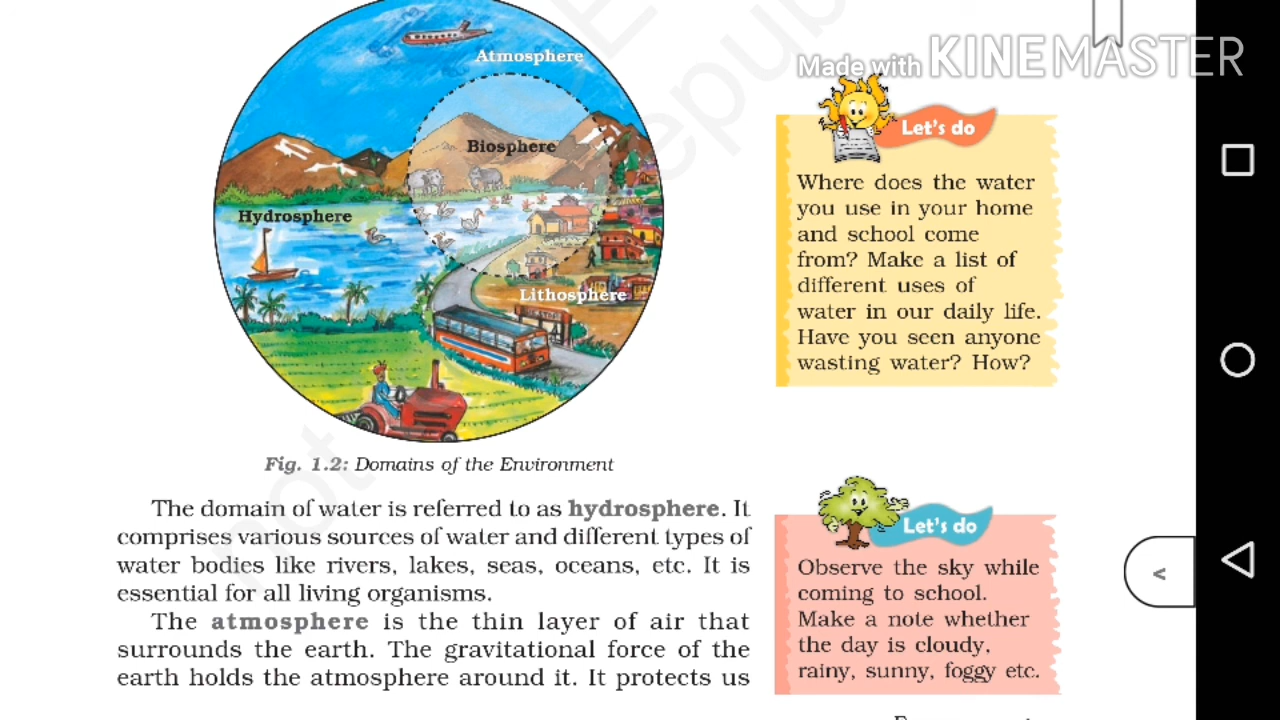 Made with KINEMASTER
Atmosphere
Biosphere
Hydrosphere
Lithosphere
Fig. 1.2: Domains of the Environment
The domain of water is referred to as hydrosphere. It
comprises various sources of water and different types of
water bodies like rivers, lakes, seas, oceans, etc. It is
essential for all living organisms.
The atmosphere is the thin layer of air that
surrounds the earth. The gravitational force of the
earth holds the atmosphere around it. It protects us
Let's do
Where does the water
you use in your home
and school come
from? Make a list of
different uses of
water in our daily life.
Have you seen anyone
wasting water? How?
Let's do
Observe the sky while
coming to school.
Make a note whether
the day is cloudy,
rainy, sunny, foggy etc.
<
not
republ